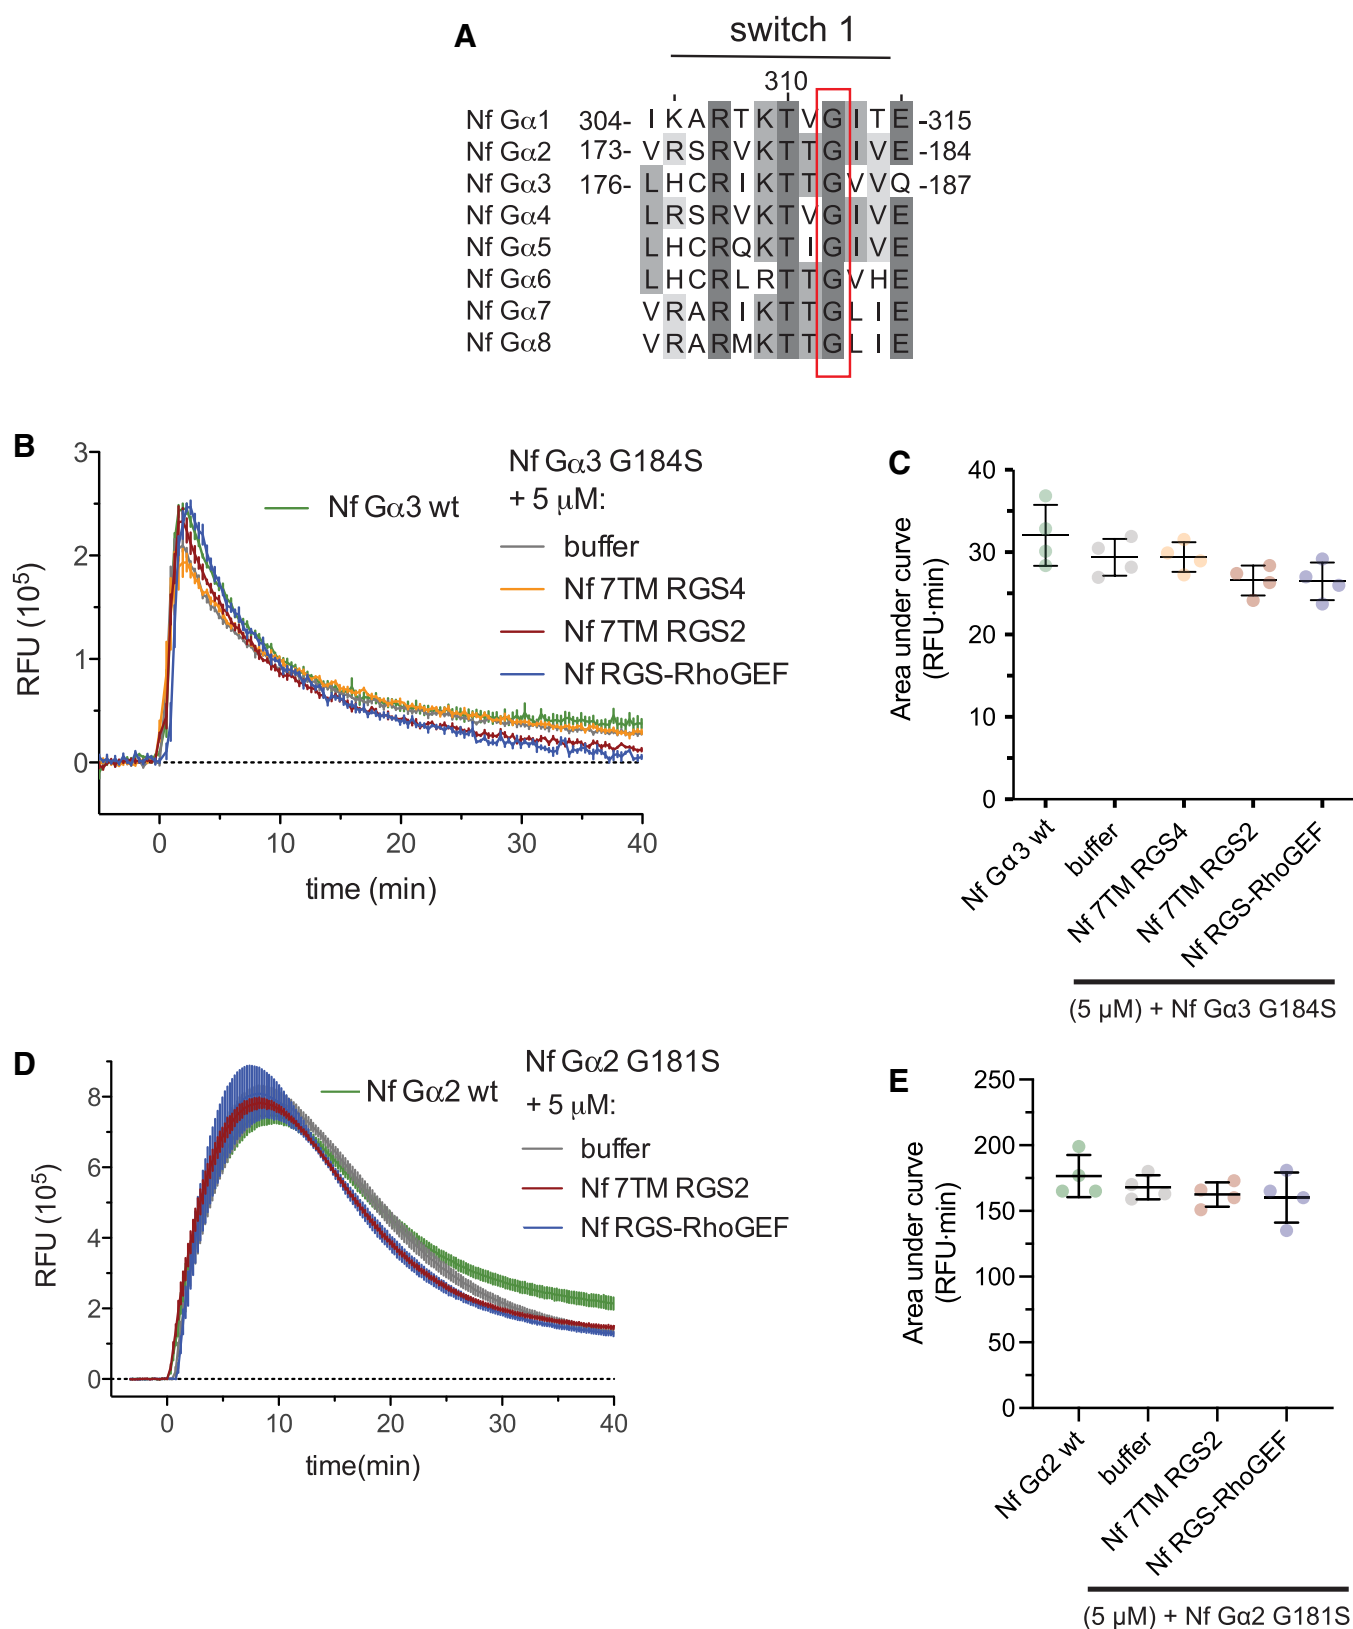 A
switch 1
310
Nf Gα1 304- I K A R T K T V G I T E -315
Nf Gα2 173- V R S R V K T T G I V E -184
Nf Gα3 176- L H C R I K T T G V V Q -187
Nf Gα4 L R S R V K T V G I V E
Nf Gα5 L H C R Q K T I G I V E
Nf Gα6 L H C R L R T T G V H E
Nf Gα7 V R A R I K T T G L I E
Nf Gα8 V R A R M K T T G L I E
B
RFU (10⁵)
3
2
1
0
0 10 20 30 40
time (min)
Nf Gα3 wt
Nf Gα3 G184S
+ 5 μM:
buffer
Nf 7TM RGS4
Nf 7TM RGS2
Nf RGS-RhoGEF
C
Area under curve
(RFU·min)
40
30
20
10
0
Nf Gα3 wt
buffer
Nf 7TM RGS4
Nf 7TM RGS2
Nf RGS-RhoGEF
(5 μM) + Nf Gα3 G184S
D
RFU (10⁵)
8
6
4
2
0
0 10 20 30 40
time(min)
Nf Gα2 wt
Nf Gα2 G181S
+ 5 μM:
buffer
Nf 7TM RGS2
Nf RGS-RhoGEF
E
Area under curve
(RFU·min)
250
200
150
100
50
0
Nf Gα2 wt
buffer
Nf 7TM RGS2
Nf RGS-RhoGEF
(5 μM) + Nf Gα2 G181S